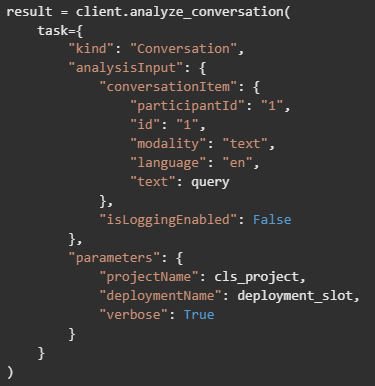 result = client.analyze_conversation(
    task={
        "kind": "Conversation",
        "analysisInput": {
            "conversationItem": {
                "participantId": "1",
                "id": "1",
                "modality": "text",
                "language": "en",
                "text": query
            },
            "isLoggingEnabled": False
        },
        "parameters": {
            "projectName": cls_project,
            "deploymentName": deployment_slot,
            "verbose": True
        }
    }
)